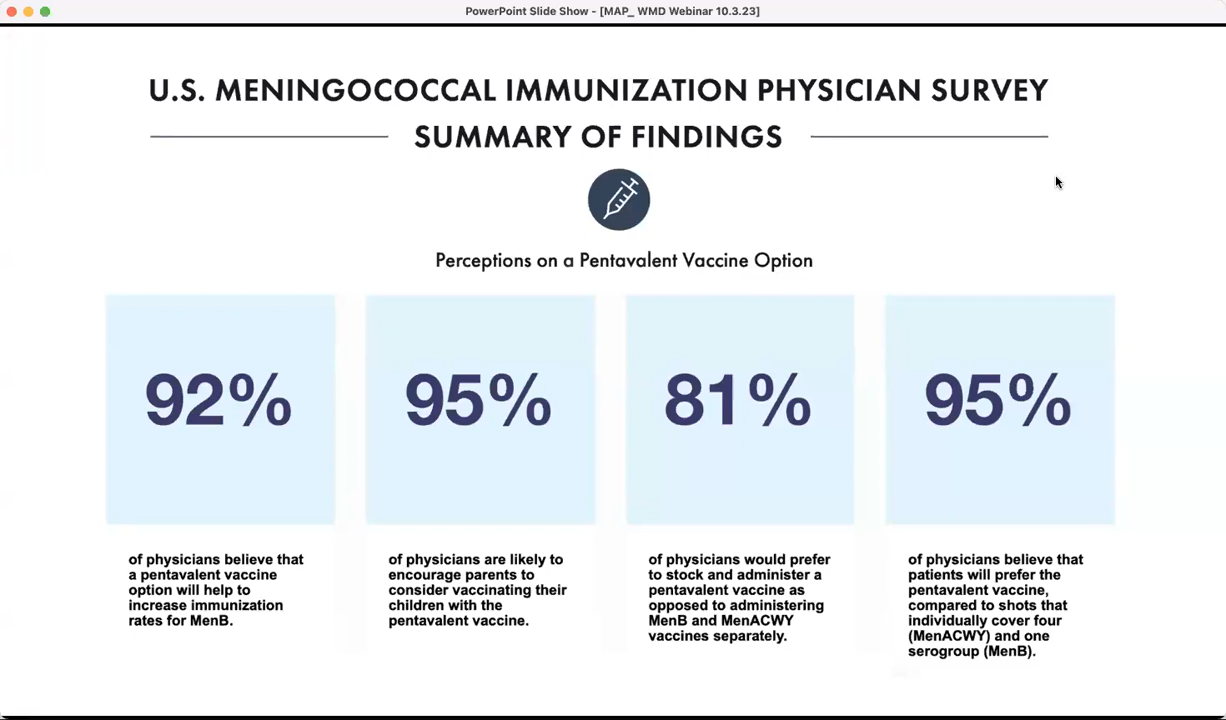 PowerPoint Slide Show - [MAP_ WMD Webinar 10.3.23]
U.S. MENINGOCOCCAL IMMUNIZATION PHYSICIAN SURVEY
SUMMARY OF FINDINGS
Perceptions on a Pentavalent Vaccine Option
92%
of physicians believe that
a pentavalent vaccine
option will help to
increase immunization
rates for MenB.
95%
of physicians are likely to
encourage parents to
consider vaccinating their
children with the
pentavalent vaccine.
81%
of physicians would prefer
to stock and administer a
pentavalent vaccine as
opposed to administering
MenB and MenACWY
vaccines separately.
95%
of physicians believe that
patients will prefer the
pentavalent vaccine,
compared to shots that
individually cover four
(MenACWY) and one
serogroup (MenB).